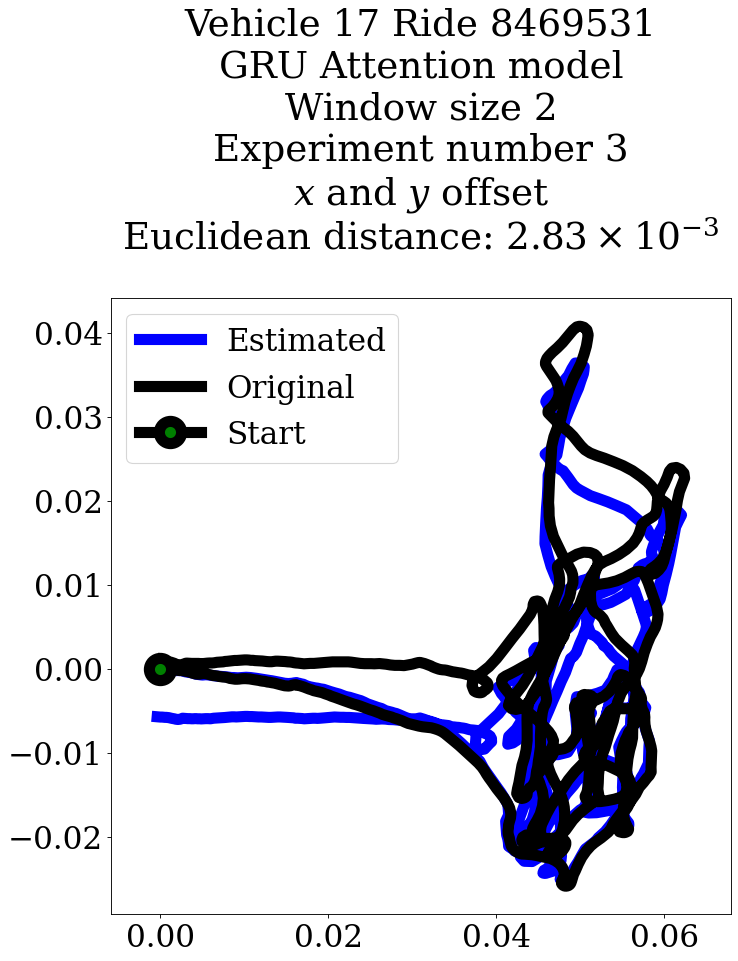 Vehicle 17 Ride 8469531
GRU Attention model
Window size 2
Experiment number 3
x and y offset
Euclidean distance: 2.83 × 10⁻³
Estimated
Original
Start
0.04
0.03
0.02
0.01
0.00
−0.01
−0.02
0.00 0.02 0.04 0.06